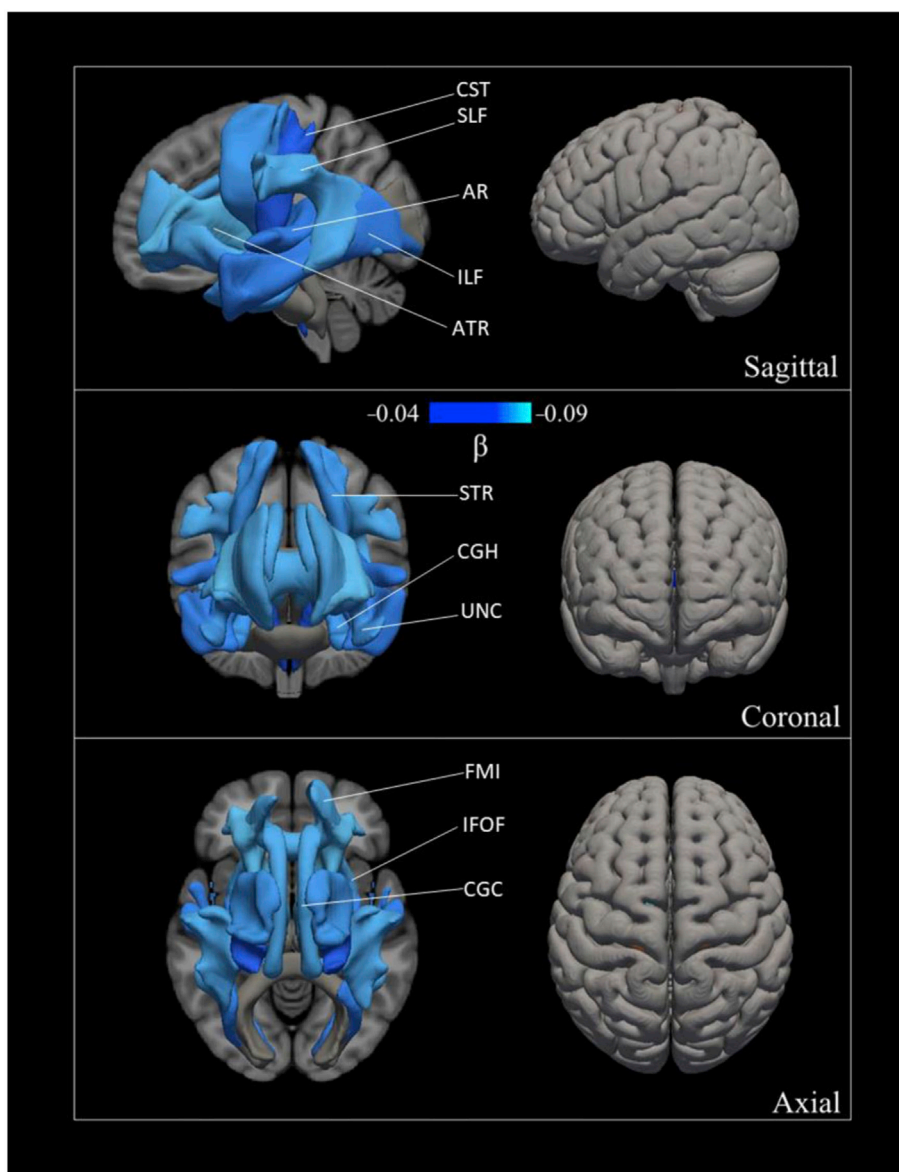 CST
SLF
AR
ILF
ATR
Sagittal
−0.04 −0.09
β
STR
CGH
UNC
Coronal
FMI
IFOF
CGC
Axial